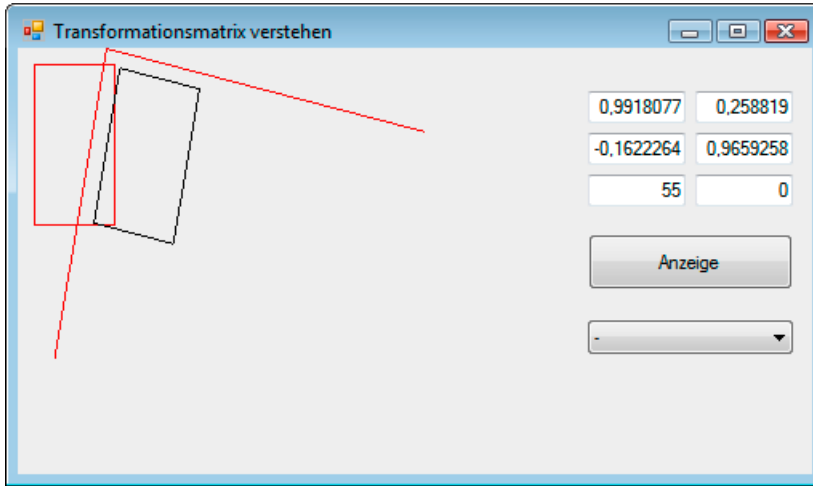 Transformationsmatrix verstehen
0,9918077 0,258819
-0,1622264 0,9659258
55 0
Anzeige
-